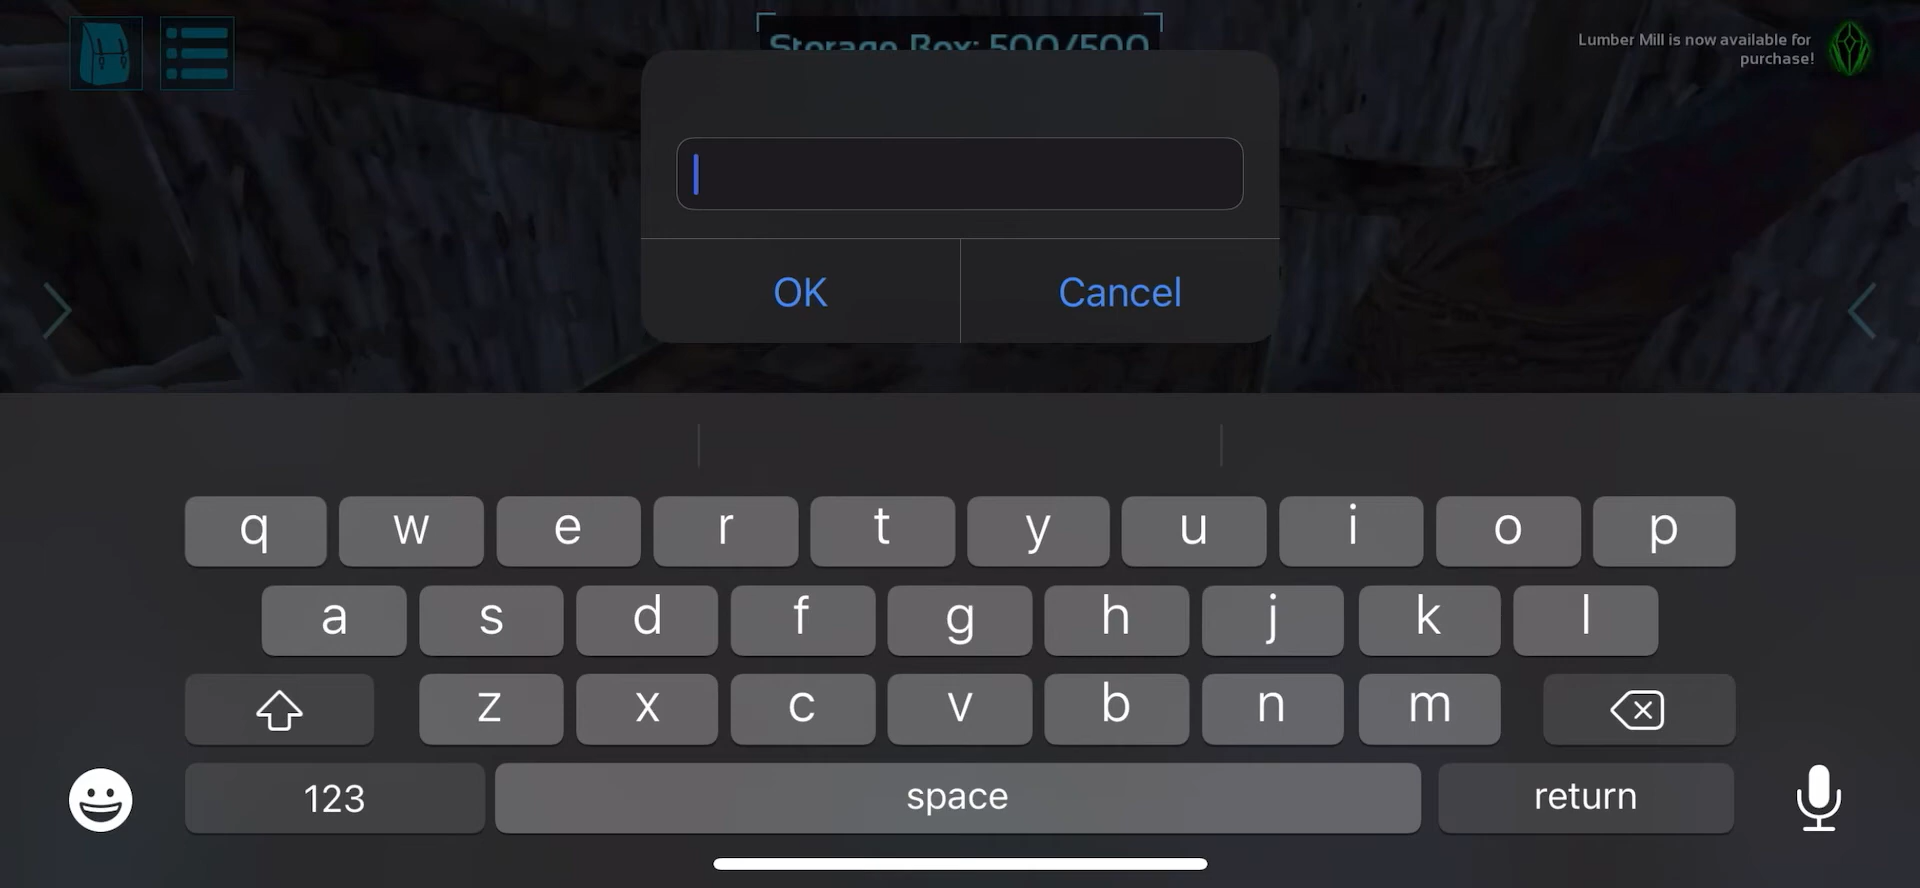 Storage Box: 500/500
Lumber Mill is now available for
purchase!
OK
Cancel
q w e r t y u i o p
a s d f g h j k l
z x c v b n m
123
space
return